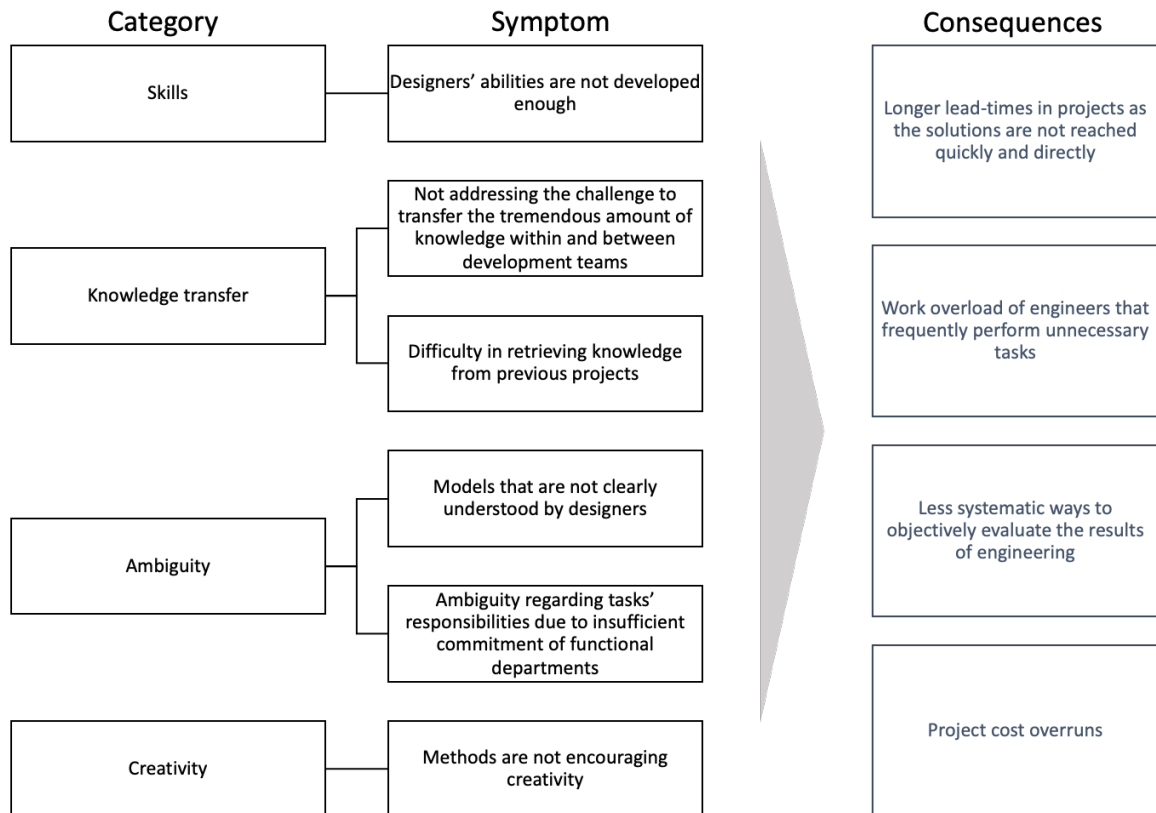 Category
Symptom
Consequences
Skills
Designers' abilities are not developed
enough
Knowledge transfer
Not addressing the challenge to
transfer the tremendous amount of
knowledge within and between
development teams
Difficulty in retrieving knowledge
from previous projects
Ambiguity
Models that are not clearly
understood by designers
Ambiguity regarding tasks'
responsibilities due to insufficient
commitment of functional
departments
Creativity
Methods are not encouraging
creativity
Longer lead-times in projects as
the solutions are not reached
quickly and directly
Work overload of engineers that
frequently perform unnecessary
tasks
Less systematic ways to
objectively evaluate the results
of engineering
Project cost overruns